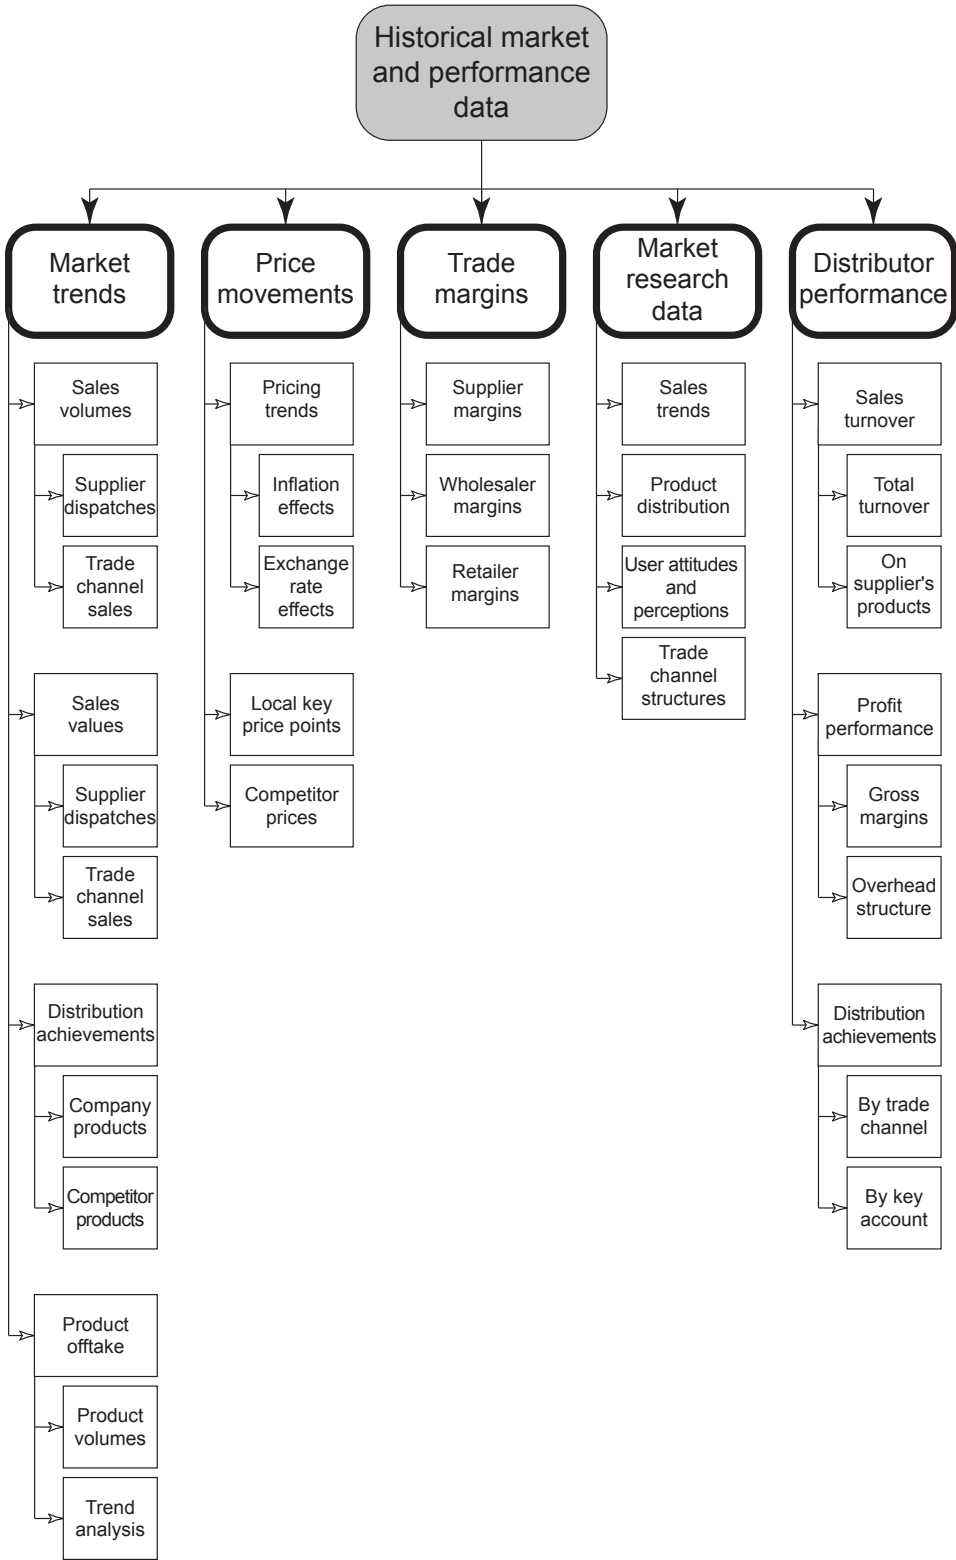 Historical market
and performance
data
Market
trends
Sales
volumes
Supplier
dispatches
Trade
channel
sales
Sales
values
Supplier
dispatches
Trade
channel
sales
Distribution
achievements
Company
products
Competitor
products
Product
offtake
Product
volumes
Trend
analysis
Price
movements
Pricing
trends
Inflation
effects
Exchange
rate
effects
Local key
price points
Competitor
prices
Trade
margins
Supplier
margins
Wholesaler
margins
Retailer
margins
Market
research
data
Sales
trends
Product
distribution
User attitudes
and
perceptions
Trade
channel
structures
Distributor
performance
Sales
turnover
Total
turnover
On
supplier's
products
Profit
performance
Gross
margins
Overhead
structure
Distribution
achievements
By trade
channel
By key
account